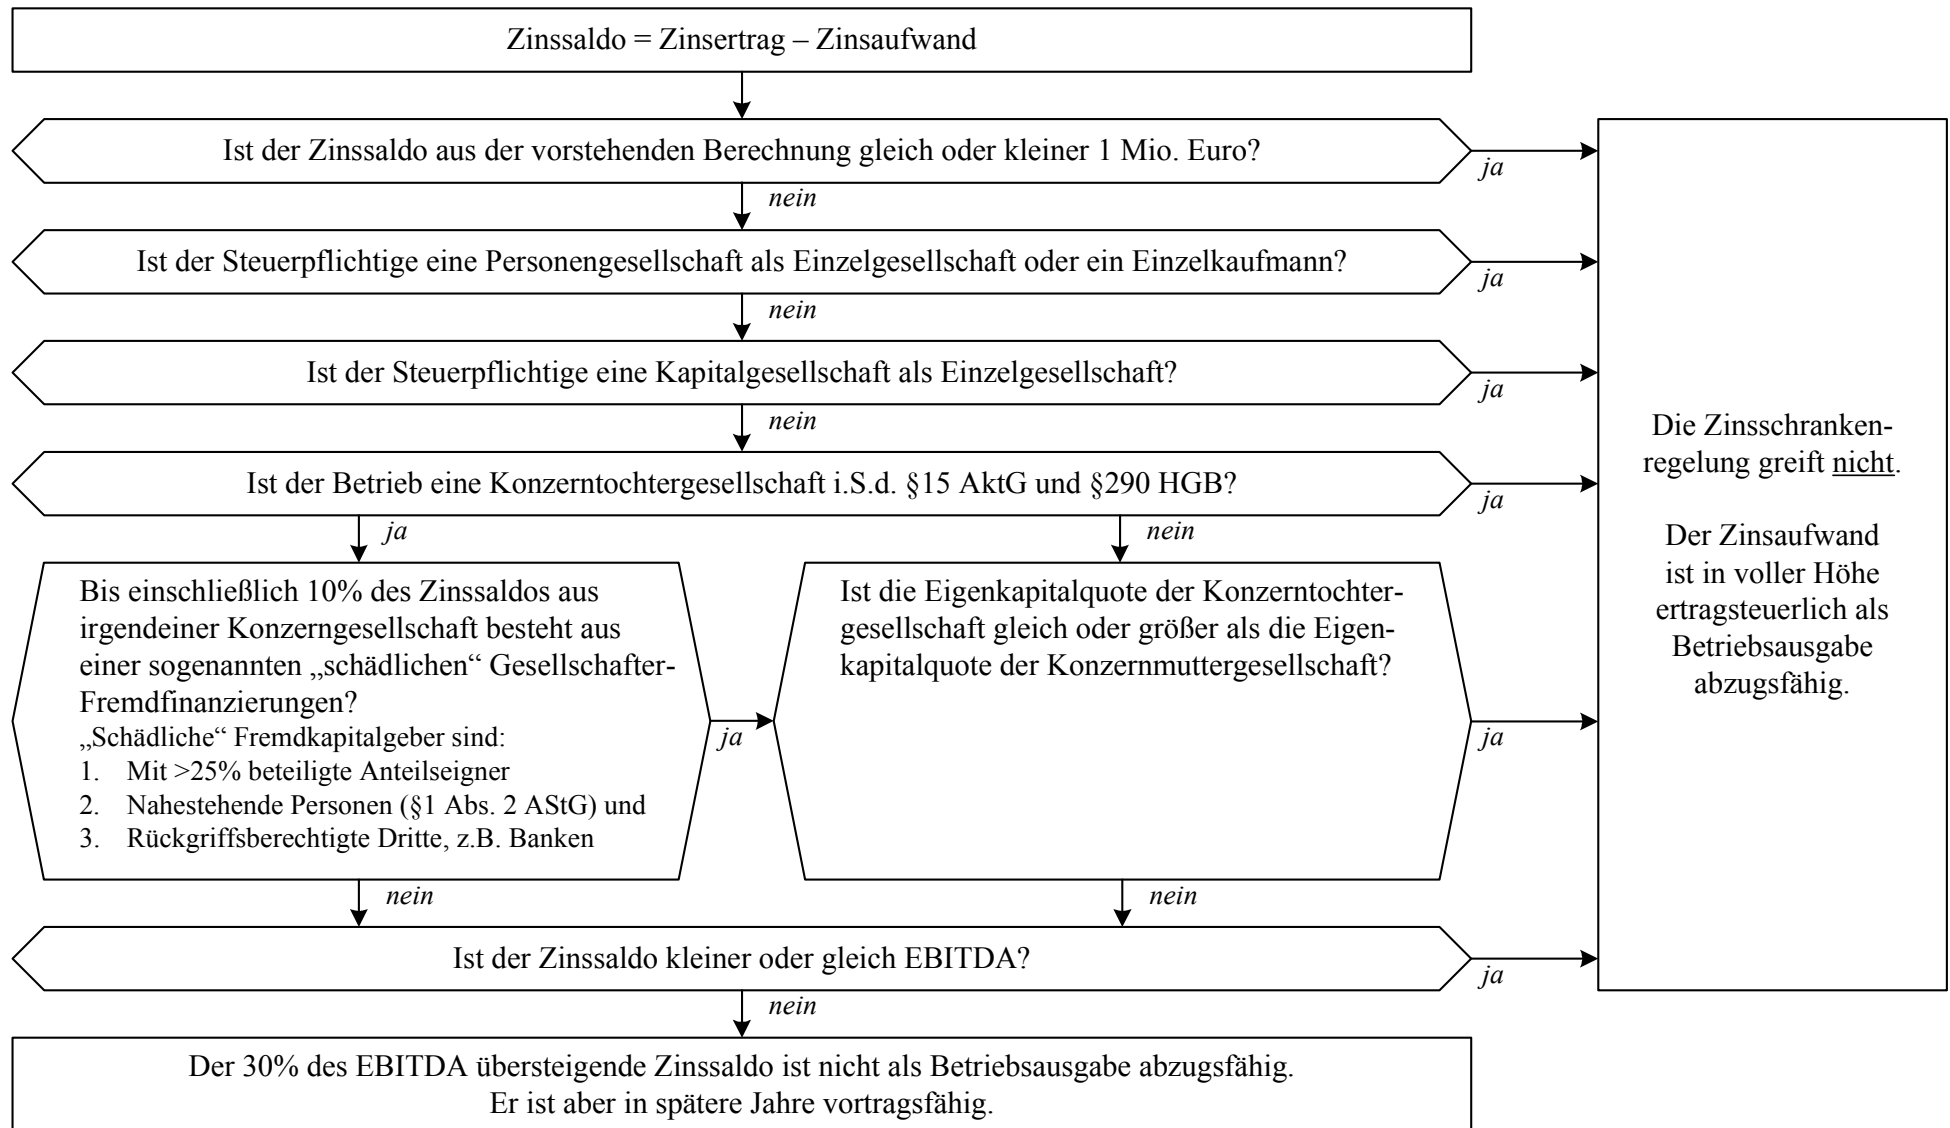 Zinssaldo = Zinsertrag – Zinsaufwand
Ist der Zinssaldo aus der vorstehenden Berechnung gleich oder kleiner 1 Mio. Euro?
ja
nein
Ist der Steuerpflichtige eine Personengesellschaft als Einzelgesellschaft oder ein Einzelkaufmann?
ja
nein
Ist der Steuerpflichtige eine Kapitalgesellschaft als Einzelgesellschaft?
ja
nein
Ist der Betrieb eine Konzerntochtergesellschaft i.S.d. §15 AktG und §290 HGB?
ja
ja
nein
Bis einschließlich 10% des Zinssaldos aus
irgendeiner Konzerngesellschaft besteht aus
einer sogenannten „schädlichen“ Gesellschafter-
Fremdfinanzierungen?
„Schädliche“ Fremdkapitalgeber sind:
1. Mit >25% beteiligte Anteilseigner
2. Nahestehende Personen (§1 Abs. 2 AStG) und
3. Rückgriffsberechtigte Dritte, z.B. Banken
ja
nein
Ist die Eigenkapitalquote der Konzerntochter-
gesellschaft gleich oder größer als die Eigen-
kapitalquote der Konzernmuttergesellschaft?
ja
nein
Ist der Zinssaldo kleiner oder gleich EBITDA?
ja
nein
Der 30% des EBITDA übersteigende Zinssaldo ist nicht als Betriebsausgabe abzugsfähig.
Er ist aber in spätere Jahre vortragsfähig.
Die Zinsschranken-
regelung greift nicht.
Der Zinsaufwand
ist in voller Höhe
ertragsteuerlich als
Betriebsausgabe
abzugsfähig.